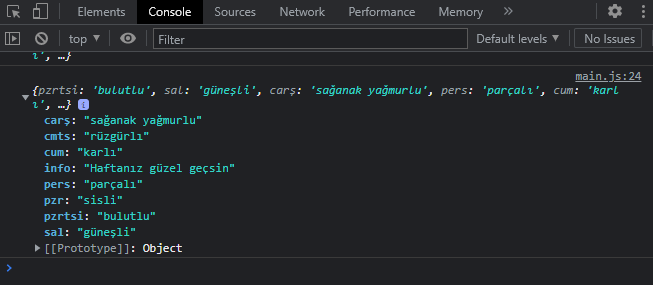 Elements Console Sources Network Performance Memory »
top ▾ Filter Default levels ▾ No Issues
ı', …}
main.js:24
{pzrtsi: 'bulutlu', sal: 'güneşli', carş: 'sağanak yağmurlu', pers: 'parçalı', cum: 'karl
ı', …} i
carş: "sağanak yağmurlu"
cmts: "rüzgürlı"
cum: "karlı"
info: "Haftanız güzel geçsin"
pers: "parçalı"
pzr: "sisli"
pzrtsi: "bulutlu"
sal: "güneşli"
[[Prototype]]: Object